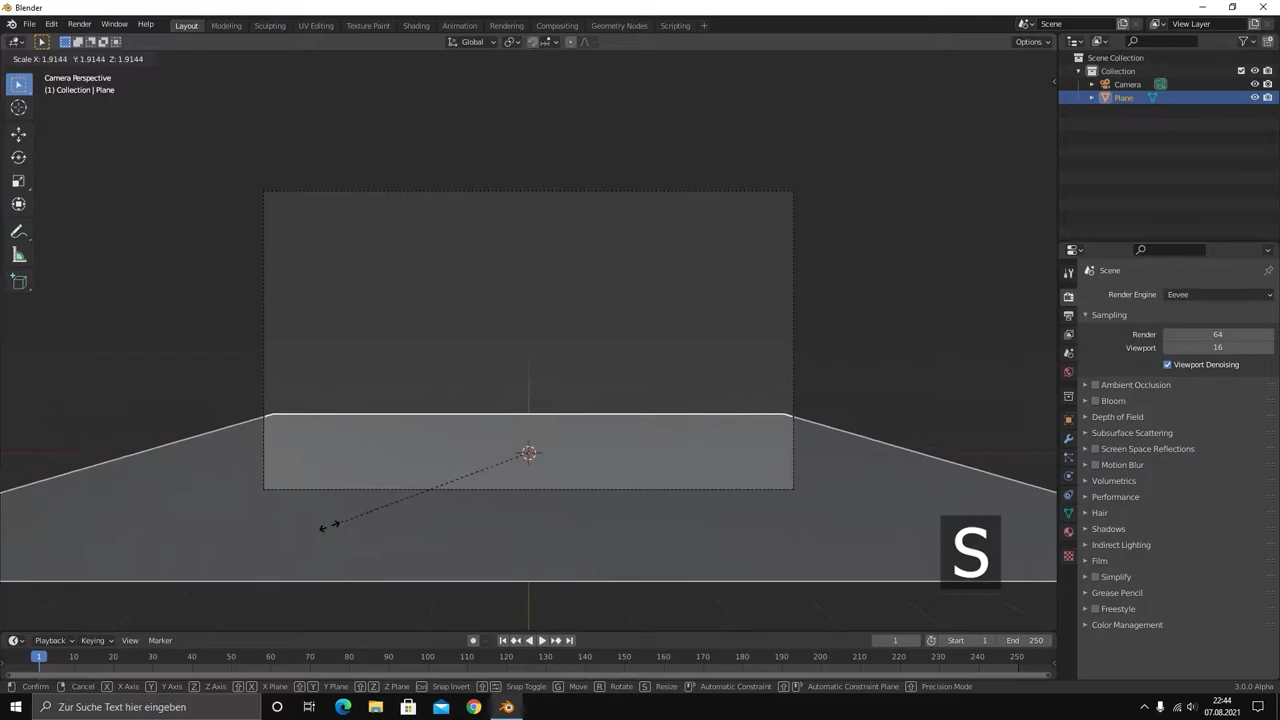 Blender
File Edit Render Window Help Layout Modeling Sculpting UV Editing Texture Paint Shading Animation Rendering Compositing Geometry Nodes Scripting + Scene View Layer
Global Options
Scale X: 1.9144 Y: 1.9144 Z: 1.9144
Camera Perspective
(1) Collection | Plane
Scene Collection
Collection
Camera
Plane
Scene
Render Engine Eevee
Sampling
Render 64
Viewport 16
Viewport Denoising
Ambient Occlusion
Bloom
Depth of Field
Subsurface Scattering
Screen Space Reflections
Motion Blur
Volumetrics
Performance
Hair
Shadows
Indirect Lighting
Film
Simplify
Grease Pencil
Freestyle
Color Management
S
Playback Keying View Marker 1 Start 1 End 250
1 10 20 30 40 50 60 70 80 90 100 110 120 130 140 150 160 170 180 190 200 210 220 230 240 250
Confirm Cancel X X Axis Y Y Axis Z Z Axis X X Plane Y Y Plane Z Z Plane Snap Invert Snap Toggle G Move R Rotate S Resize Automatic Constraint Automatic Constraint Plane Precision Mode 3.0.0 Alpha
Zur Suche Text hier eingeben
22:44
07.08.2021